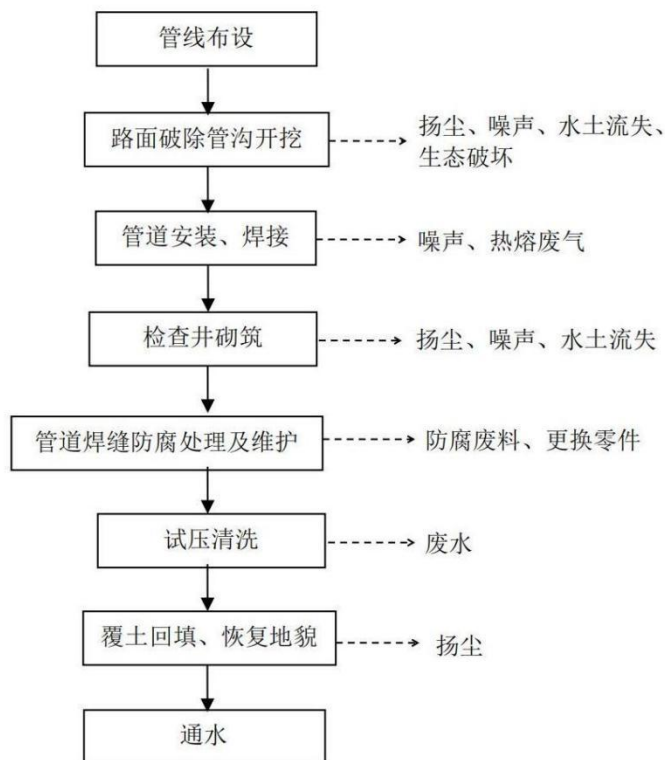 管线布设
路面破除管沟开挖
扬尘、噪声、水土流失、
生态破坏
管道安装、焊接
噪声、热熔废气
检查井砌筑
扬尘、噪声、水土流失
管道焊缝防腐处理及维护
防腐废料、更换零件
试压清洗
废水
覆土回填、恢复地貌
扬尘
通水